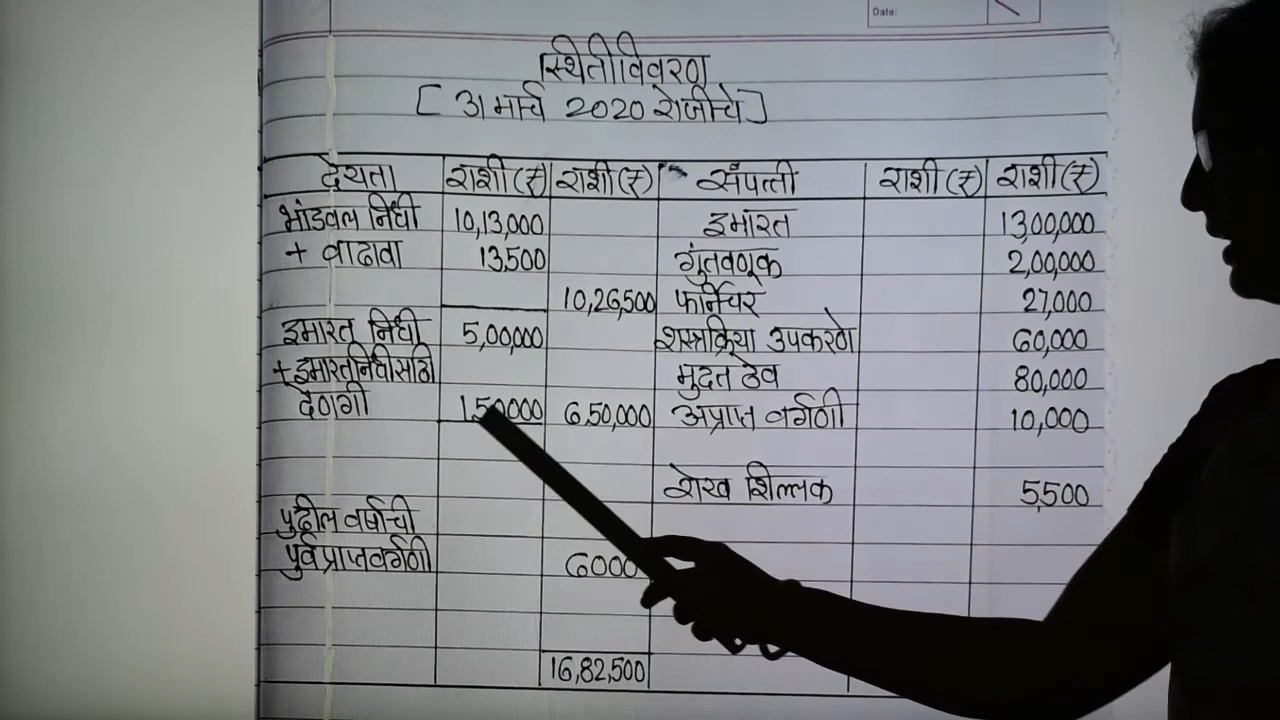 Date:
स्थितीविवरण
[ 31 मार्च 2020 रोजीचे ]
देयता राशी (₹) राशी (₹) संपत्ती राशी (₹) राशी (₹)
भांडवल निधी 10,13,000 इमारत 13,00,000
+ वाढावा 13,500 गुंतवणूक 2,00,000
10,26,500 फर्निचर 27,000
इमारत निधी 5,00,000 शस्त्रक्रिया उपकरणे 60,000
+ इमारतनिधीसाठी मुदत ठेव 80,000
देणगी 150000 6,50,000 अप्राप्त वर्गणी 10,000
शेख शिल्लक 5,500
पुढील वर्षाची
पुर्वप्राप्तवर्गणी 6000
16,82,500